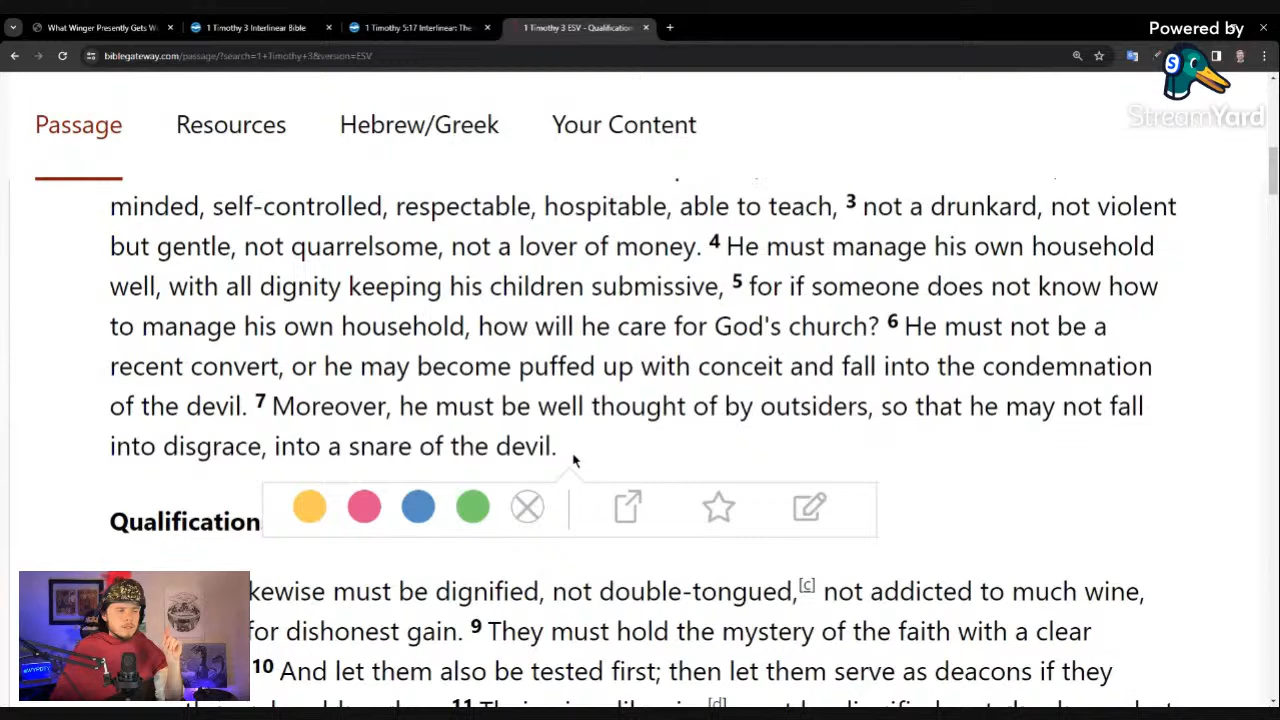 What Winger Presently Gets W
1 Timothy 3 Interlinear Bible
1 Timothy 5:17 Interlinear: The
1 Timothy 3 ESV - Qualification
Powered by
biblegateway.com/passage/?search=1+Timothy+3&version=ESV
StreamYard
Passage
Resources
Hebrew/Greek
Your Content
minded, self-controlled, respectable, hospitable, able to teach, 3 not a drunkard, not violent
but gentle, not quarrelsome, not a lover of money. 4 He must manage his own household
well, with all dignity keeping his children submissive, 5 for if someone does not know how
to manage his own household, how will he care for God's church? 6 He must not be a
recent convert, or he may become puffed up with conceit and fall into the condemnation
of the devil. 7 Moreover, he must be well thought of by outsiders, so that he may not fall
into disgrace, into a snare of the devil.
Qualification
kewise must be dignified, not double-tongued,[c] not addicted to much wine,
for dishonest gain. 9 They must hold the mystery of the faith with a clear
10 And let them also be tested first; then let them serve as deacons if they
11
[d]